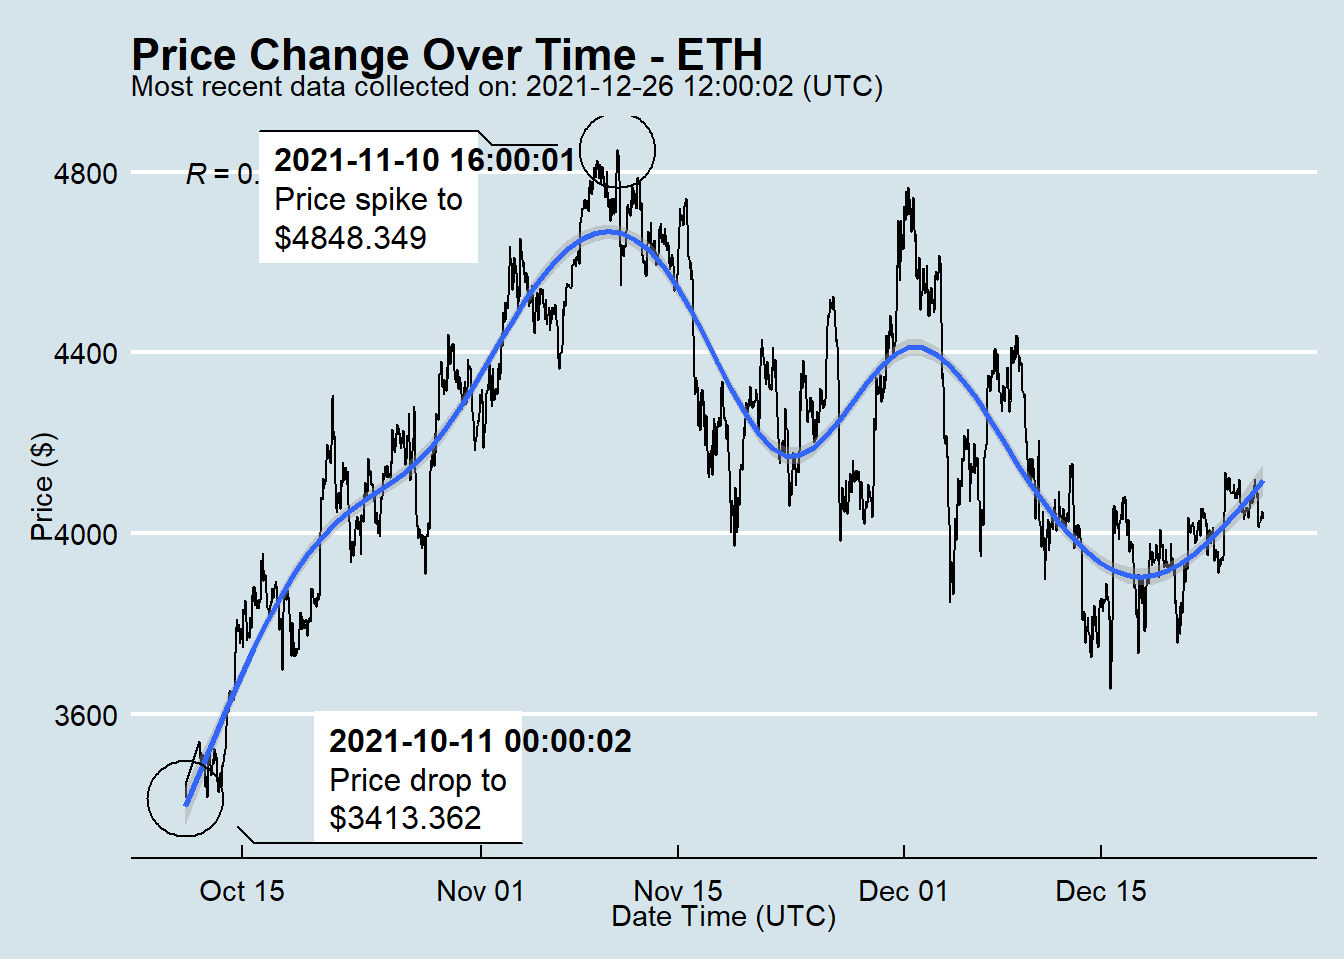 Price Change Over Time - ETH
Most recent data collected on: 2021-12-26 12:00:02 (UTC)
R = 0.
2021-11-10 16:00:01
Price spike to
$4848.349
4800
4400
4000
3600
Price ($)
2021-10-11 00:00:02
Price drop to
$3413.362
Oct 15
Nov 01
Nov 15
Dec 01
Dec 15
Date Time (UTC)